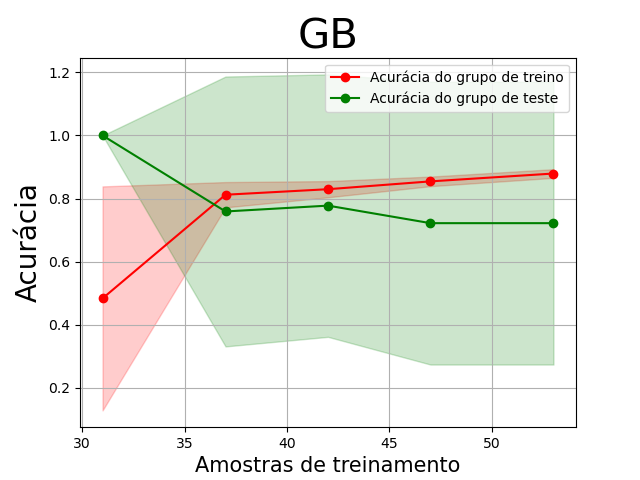 GB
Acurácia do grupo de treino
Acurácia do grupo de teste
1.2
1.0
0.8
0.6
0.4
0.2
Acurácia
30 35 40 45 50
Amostras de treinamento